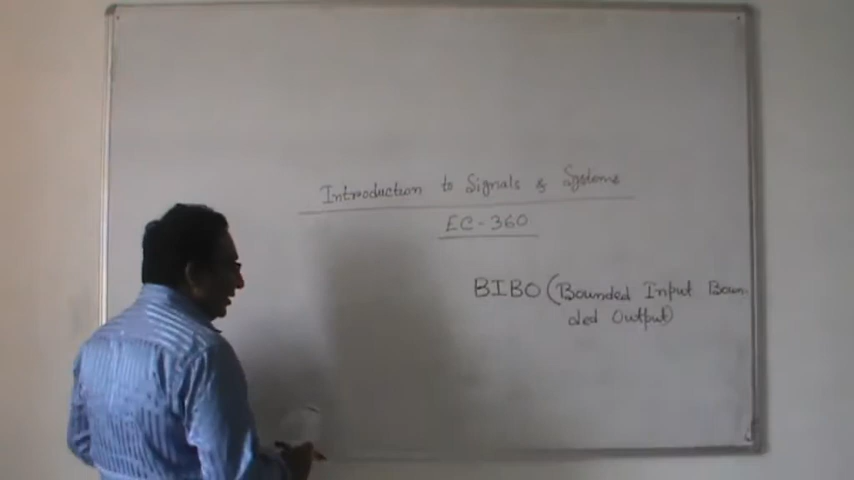 Introduction to Signals & Systems
EC-360
BIBO (Bounded Input Boun-
ded Output)